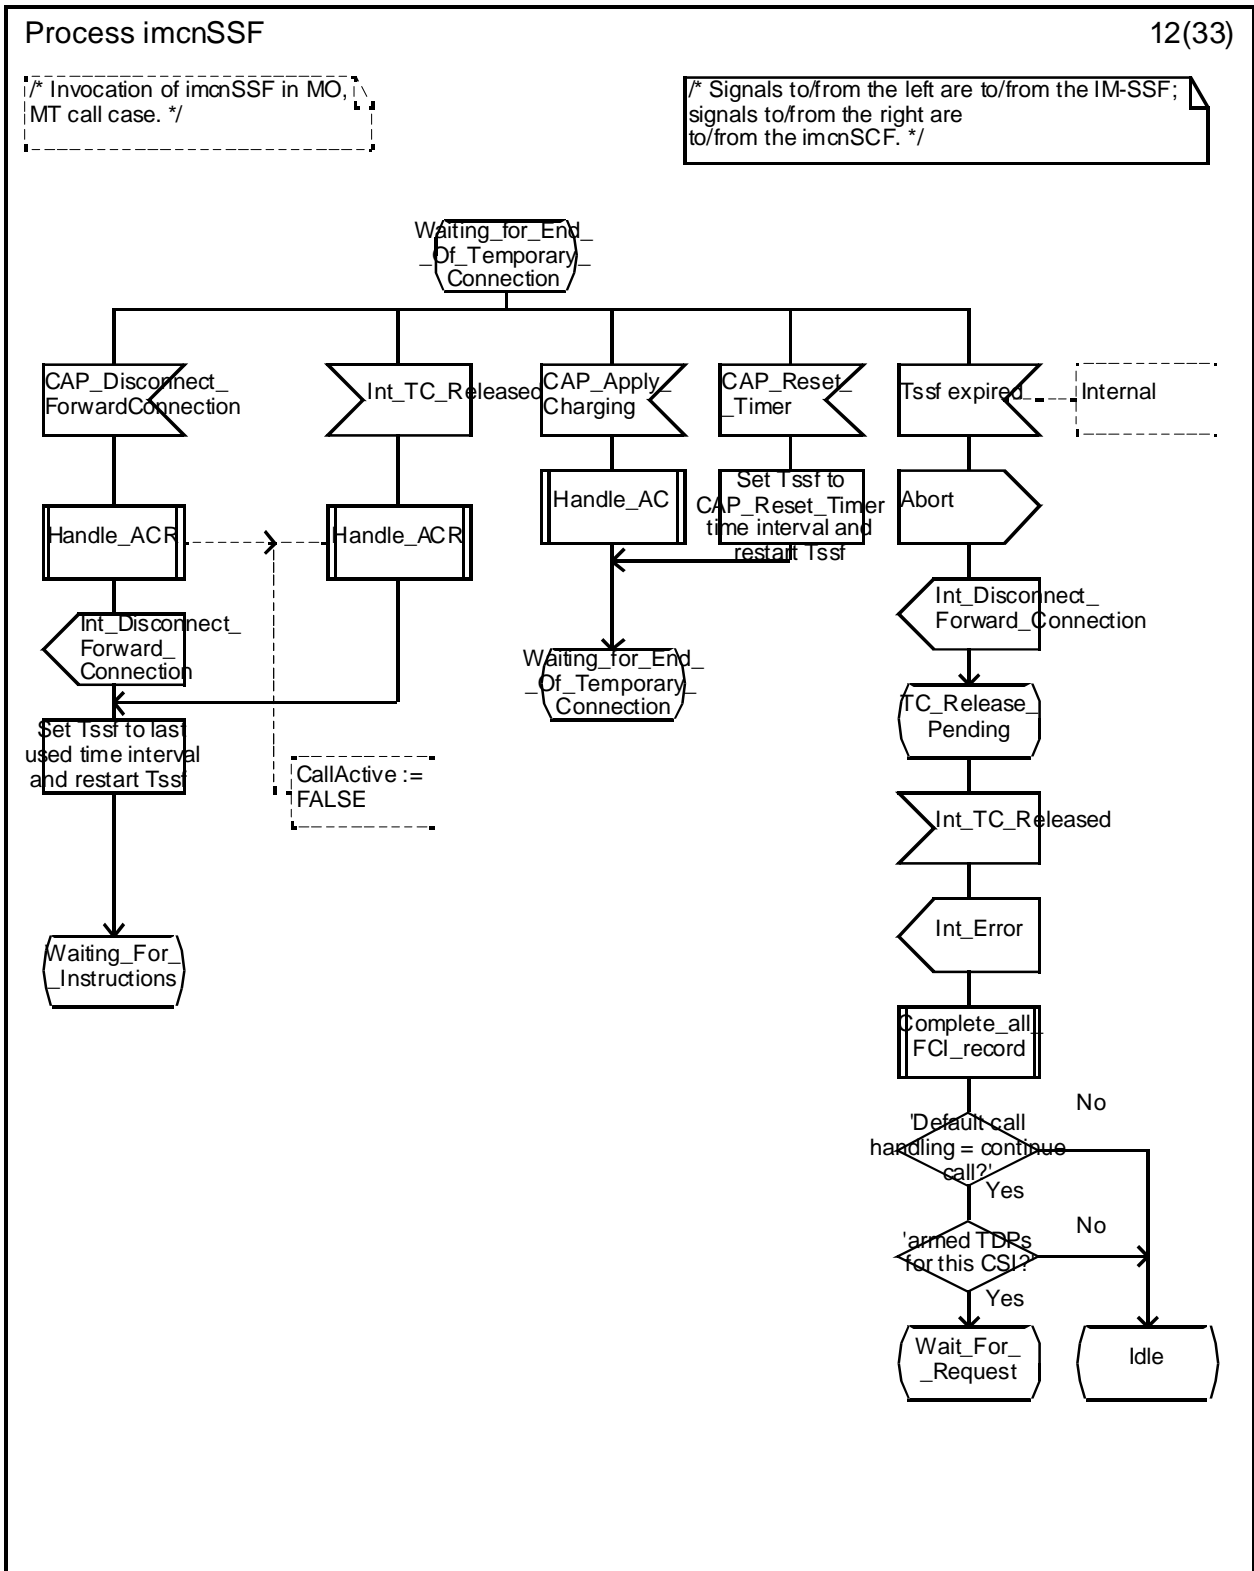 Process imcnSSF
12(33)
/* Invocation of imcnSSF in MO,
MT call case. */
/* Signals to/from the left are to/from the IM-SSF;
signals to/from the right are
to/from the imcnSCF. */
Waiting_for_End_
_Of_Temporary_
Connection
CAP_Disconnect_
ForwardConnection
Int_TC_Released
CAP_Apply_
Charging
CAP_Reset_
_Timer
Tssf expired
Internal
Handle_ACR
Handle_ACR
Handle_AC
Set Tssf to
CAP_Reset_Timer
time interval and
restart Tssf
Abort
Int_Disconnect_
Forward_
Connection
Int_Disconnect_
Forward_Connection
Waiting_for_End_
_Of_Temporary_
Connection
TC_Release_
Pending
Set Tssf to last
used time interval
and restart Tssf
CallActive :=
FALSE
Int_TC_Released
Waiting_For_
_Instructions
Int_Error
Complete_all_
FCI_record
No
'Default call
handling = continue
call?'
Yes
No
'armed TDPs
for this CSI?'
Yes
Wait_For_
_Request
Idle